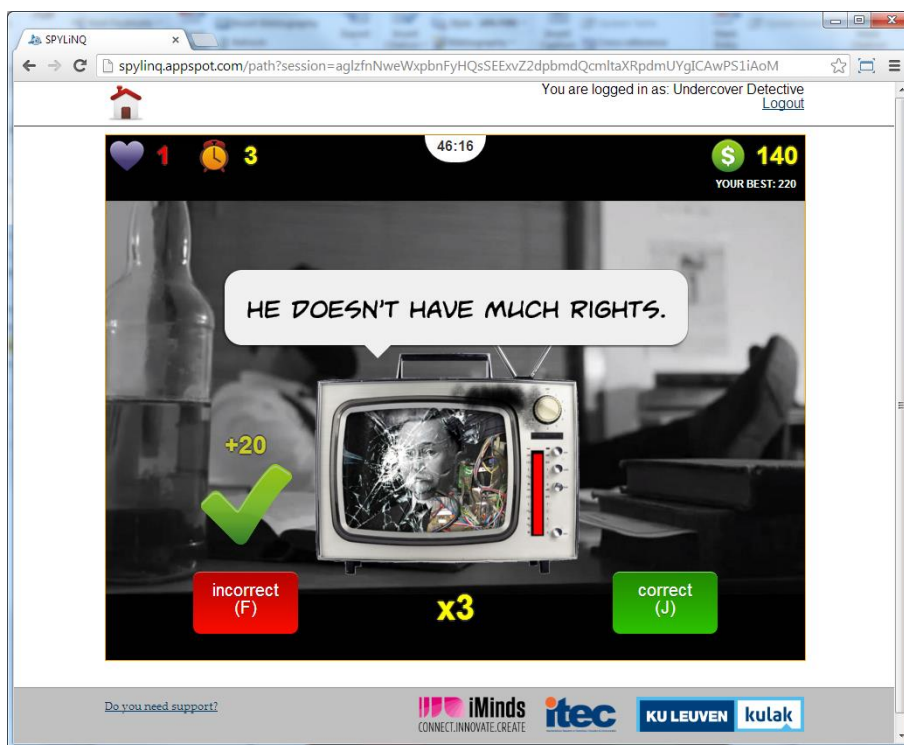 SPYLiNQ
spylinq.appspot.com/path?session=aglzfnNweWxpbnFyHQsSEExvZ2dpbmdQcmltaXRpdmUYgICAwPS1iAoM
You are logged in as: Undercover Detective
Logout
1
3
46:16
$ 140
YOUR BEST: 220
HE DOESN'T HAVE MUCH RIGHTS.
+20
incorrect
(F)
x3
correct
(J)
Do you need support?
iMinds
CONNECT.INNOVATE.CREATE
itec
KU LEUVEN kulak